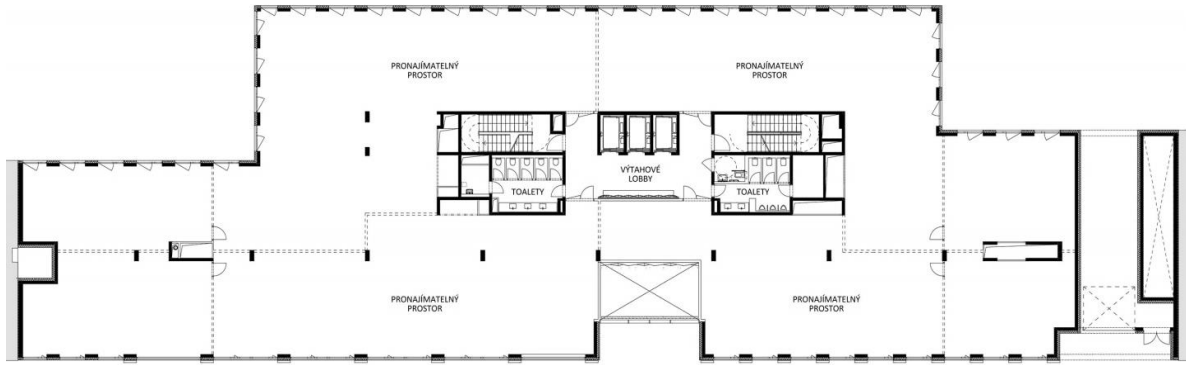 PRONAJÍMATELNÝ
PROSTOR
PRONAJÍMATELNÝ
PROSTOR
VÝTAHOVÉ
LOBBY
TOALETY
TOALETY
PRONAJÍMATELNÝ
PROSTOR
PRONAJÍMATELNÝ
PROSTOR